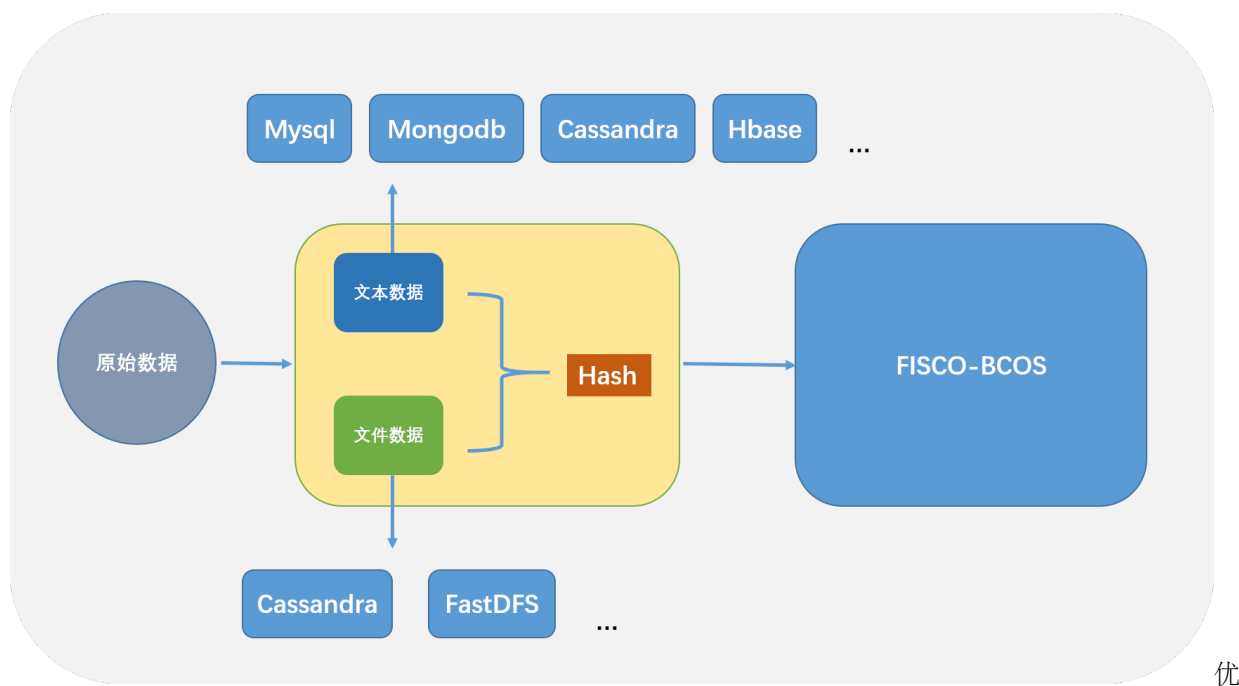 Mysql
Mongodb
Cassandra
Hbase
...
文本数据
原始数据
Hash
FISCO-BCOS
文件数据
Cassandra
FastDFS
...
优